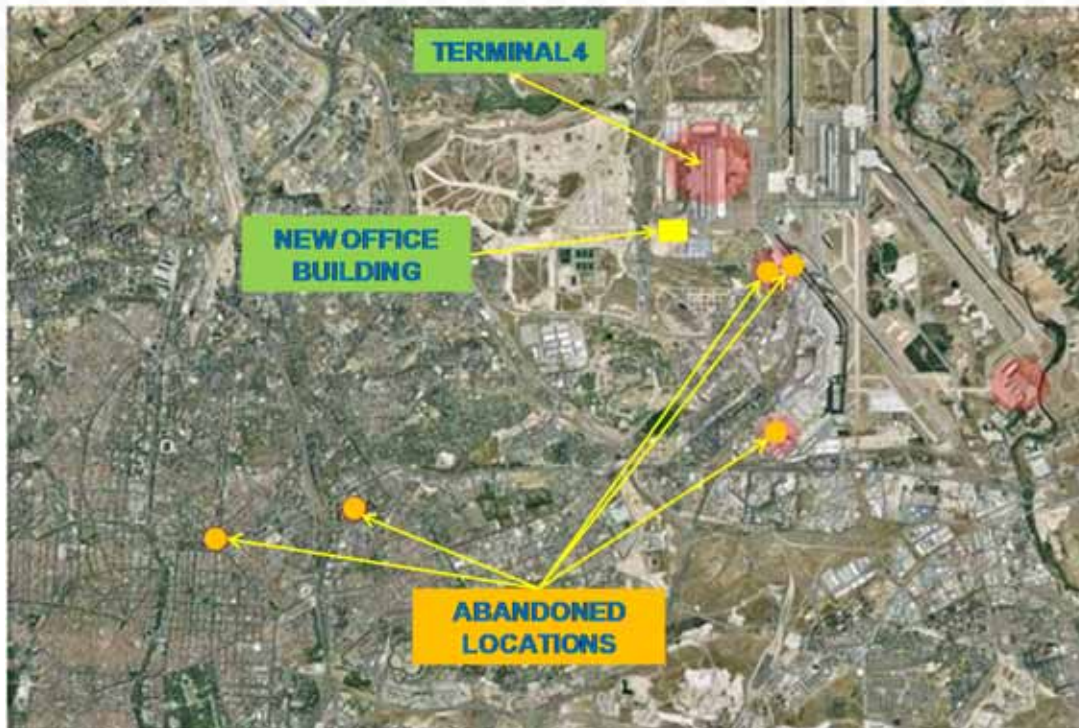 TERMINAL 4
NEW OFFICE
BUILDING
ABANDONED
LOCATIONS